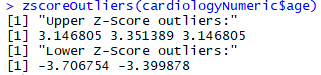 > zscoreOutliers(cardiologyNumeric$age)
[1] "Upper Z-Score outliers:"
[1] 3.146805 3.351389 3.146805
[1] "Lower Z-Score outliers:"
[1] -3.706754 -3.399878